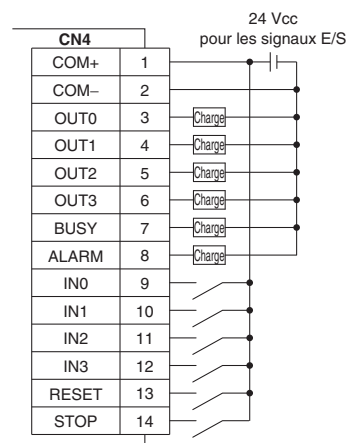 24 Vcc
pour les signaux E/S
CN4
COM+ 1
COM– 2
OUT0 3 Charge
OUT1 4 Charge
OUT2 5 Charge
OUT3 6 Charge
BUSY 7 Charge
ALARM 8 Charge
IN0 9
IN1 10
IN2 11
IN3 12
RESET 13
STOP 14